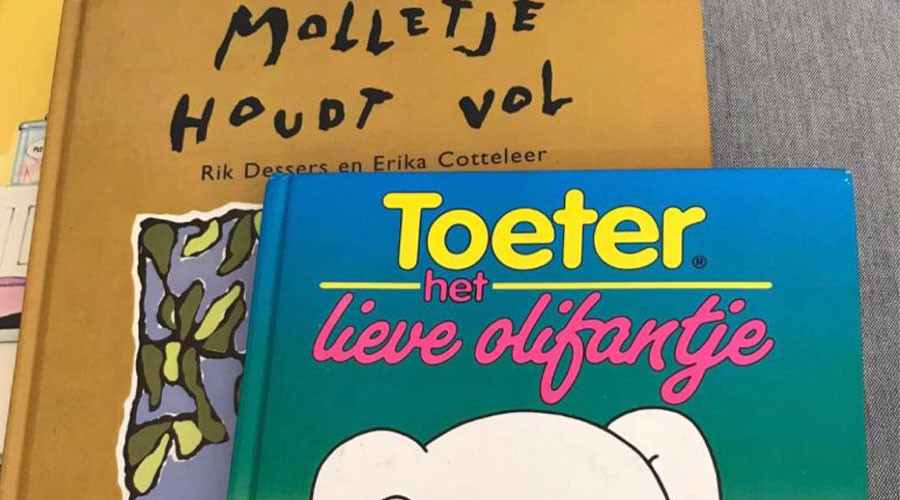 MOLLETJE
HOUDT VOL
Rik Dessers en Erika Cotteleer
Toeter®
het
lieve olifantje